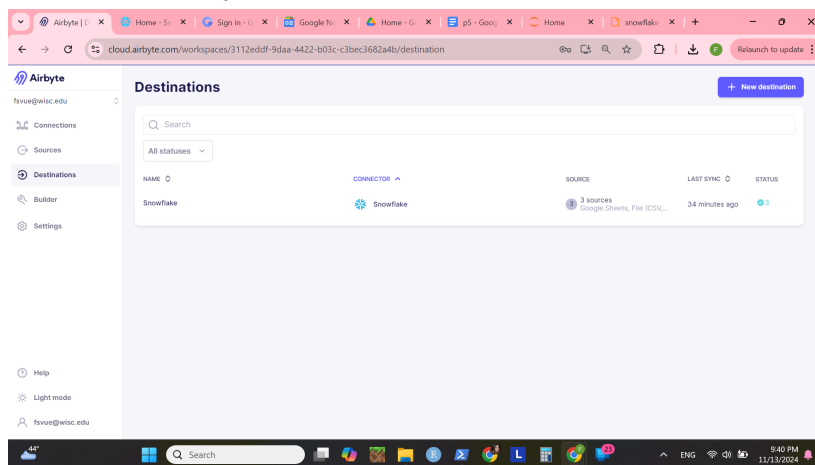 Airbyte | D
Home - Sn
Sign in - G
Google Ne
Home - Go
p5 - Goog
Home
snowflake
cloud.airbyte.com/workspaces/3112eddf-9daa-4422-b03c-c3bec3682a4b/destination
F
Relaunch to update
Airbyte
fsvue@wisc.edu
Connections
Sources
Destinations
Builder
Settings
Help
Light mode
fsvue@wisc.edu
Destinations
+ New destination
Search
All statuses
NAME CONNECTOR SOURCE LAST SYNC STATUS
Snowflake Snowflake 3 3 sources 34 minutes ago 3
Google Sheets, File (CSV,...
44°
Search
R
L
23
ENG
9:40 PM
11/13/2024